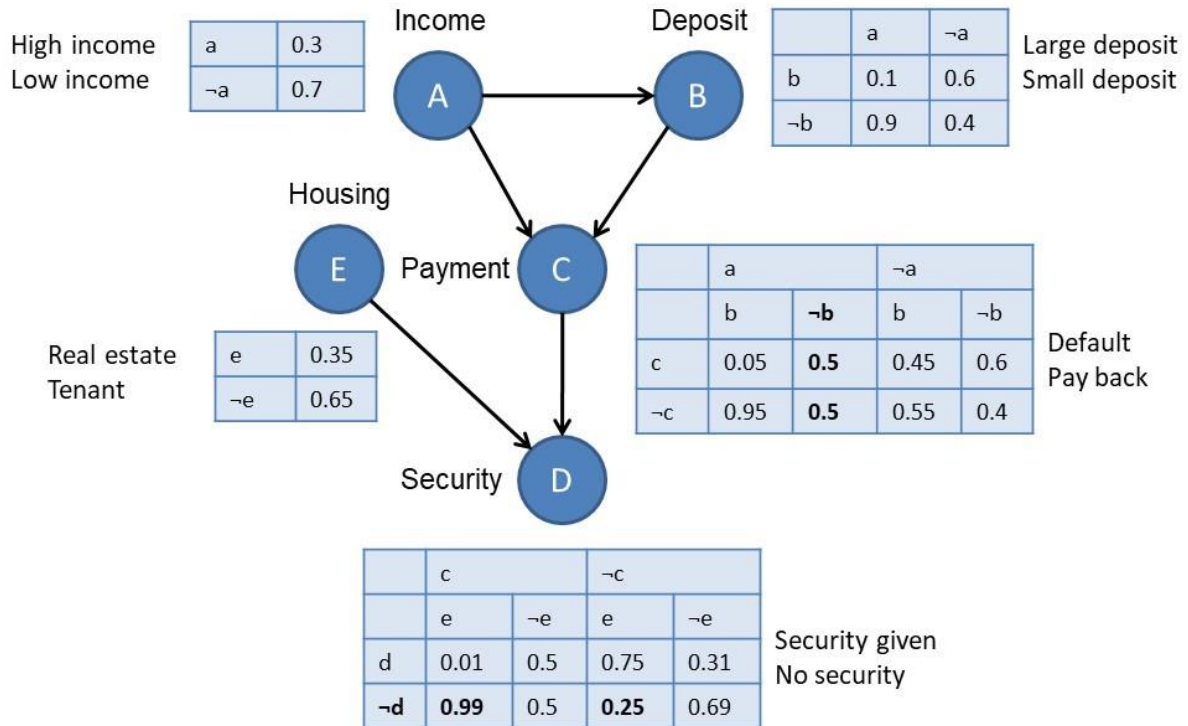 Income
Deposit
High income
Low income
a 0.3
¬a 0.7
A
B
a ¬a
b 0.1 0.6
¬b 0.9 0.4
Large deposit
Small deposit
Housing
E
Payment
C
Real estate
Tenant
e 0.35
¬e 0.65
a ¬a
b ¬b b ¬b
c 0.05 0.5 0.45 0.6
¬c 0.95 0.5 0.55 0.4
Default
Pay back
Security
D
c ¬c
e ¬e e ¬e
d 0.01 0.5 0.75 0.31
¬d 0.99 0.5 0.25 0.69
Security given
No security